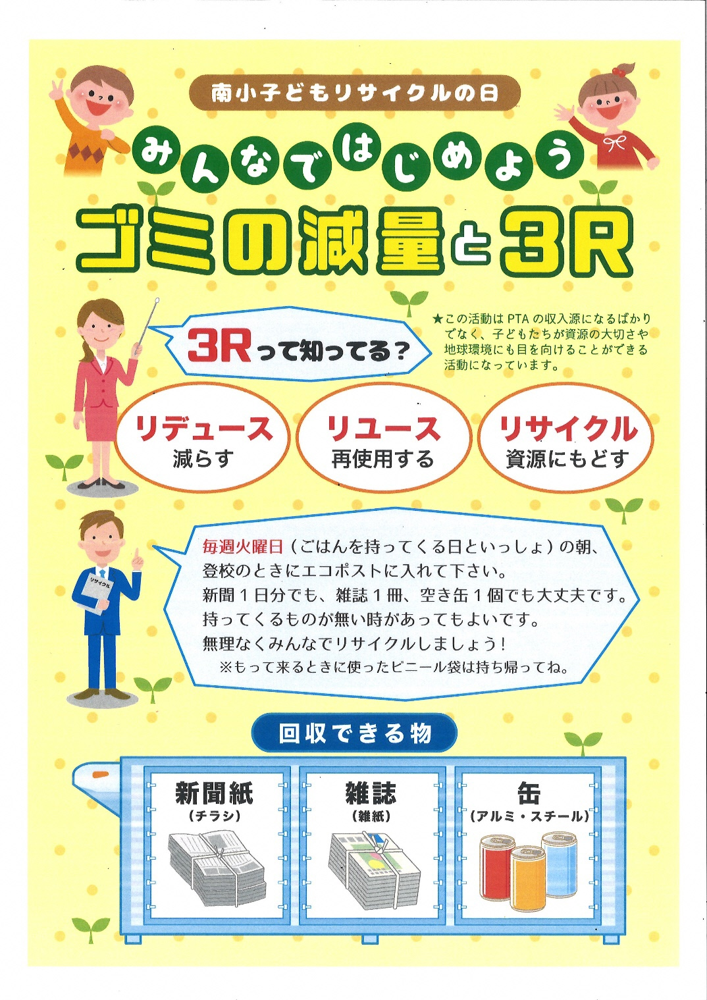 南小子どもリサイクルの日
みんなではじめよう
ゴミの減量と3R
3Rって知ってる?
★この活動は PTA の収入源になるばかり
でなく、子どもたちが資源の大切さや
地球環境にも目を向けることができる
活動になっています。
リデュース
減らす
リユース
再使用する
リサイクル
資源にもどす
リサイクル
毎週火曜日(ごはんを持ってくる日といっしょ)の朝、
登校のときにエコポストに入れて下さい。
新聞1日分でも、雑誌1冊、空き缶1個でも大丈夫です。
持ってくるものが無い時があってもよいです。
無理なくみんなでリサイクルしましょう!
※もって来るときに使ったビニール袋は持ち帰ってね。
回収できる物
新聞紙
(チラシ)
雑誌
(雑紙)
缶
(アルミ・スチール)